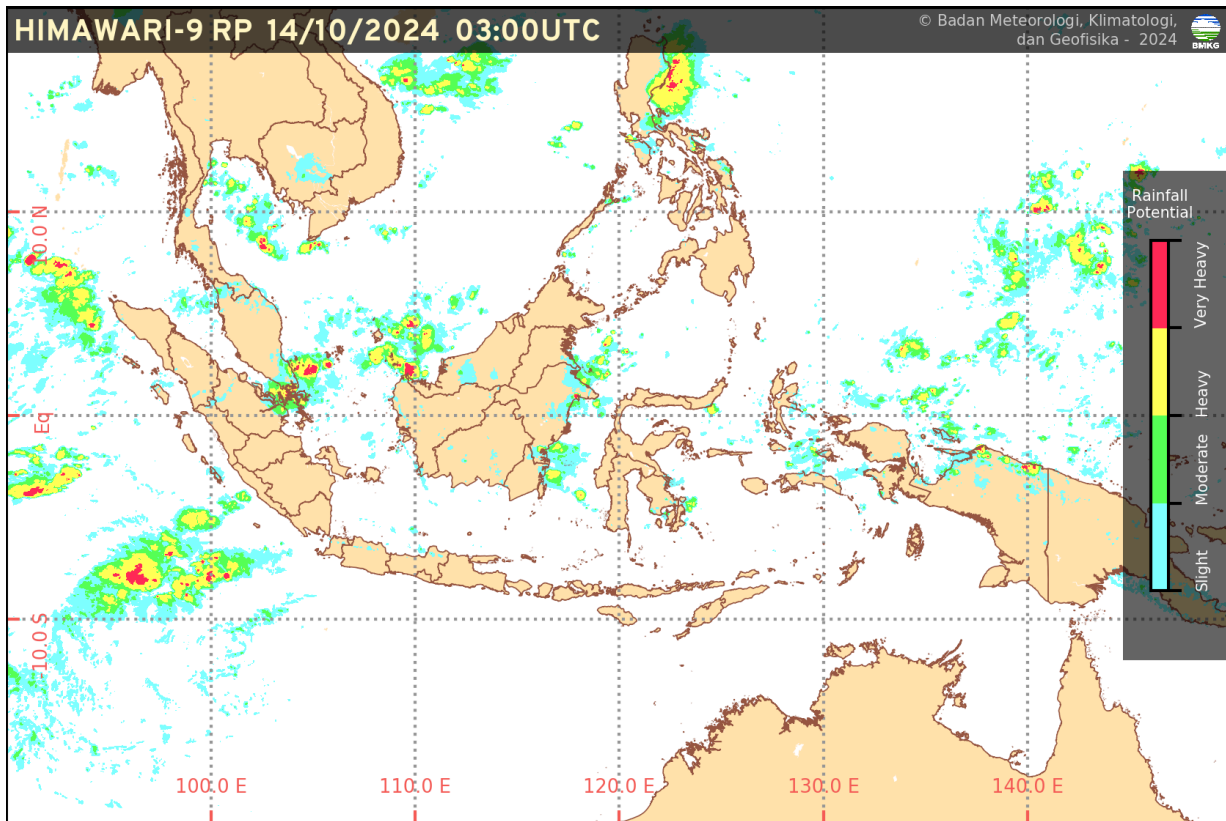 HIMAWARI-9 RP 14/10/2024 03:00UTC
© Badan Meteorologi, Klimatologi,
dan Geofisika - 2024
BMKG
Rainfall
Potential
Very Heavy
Heavy
Moderate
Slight
10.0 N
Eq
-10.0 S
100.0 E
110.0 E
120.0 E
130.0 E
140.0 E